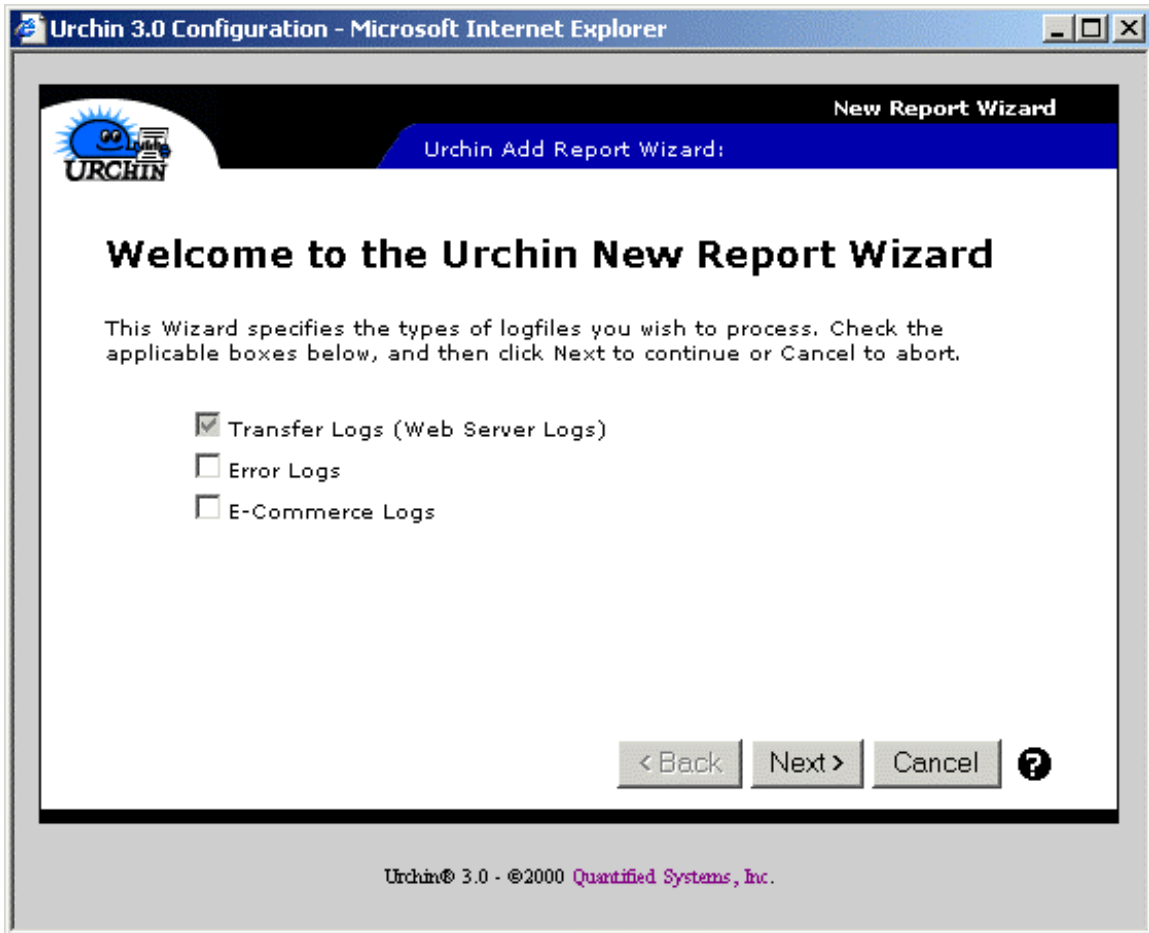 Urchin 3.0 Configuration - Microsoft Internet Explorer
New Report Wizard
Urchin Add Report Wizard:
URCHIN
Welcome to the Urchin New Report Wizard
This Wizard specifies the types of logfiles you wish to process. Check the
applicable boxes below, and then click Next to continue or Cancel to abort.
Transfer Logs (Web Server Logs)
Error Logs
E-Commerce Logs
< Back
Next >
Cancel
?
Urchin® 3.0 - ©2000 Quantified Systems, Inc.